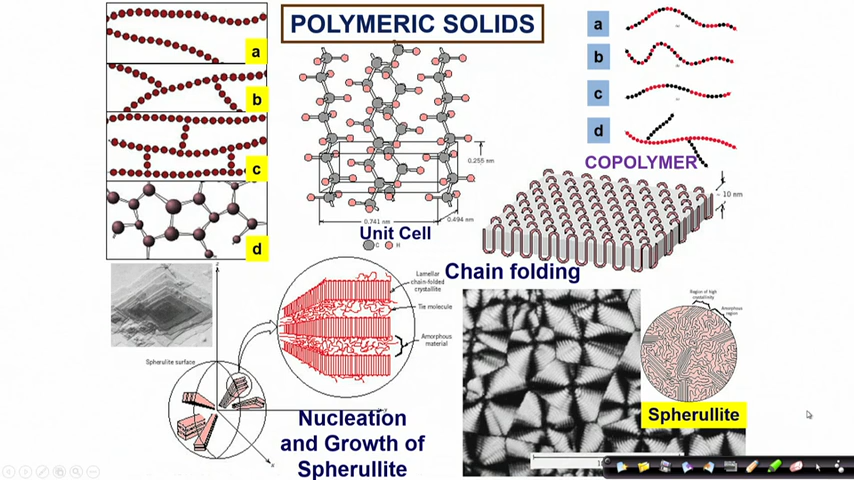 POLYMERIC SOLIDS
a
b
c
d
0.255 nm
0.741 nm
0.494 nm
Unit Cell
C
H
a
b
c
d
COPOLYMER
~ 10 nm
Chain folding
Lamellar
chain-folded
crystallite
Tie molecule
Amorphous
material
Spherulite surface
z
x
Nucleation
and Growth of
Spherullite
Region of high
crystallinity
Amorphous
region
Spherullite